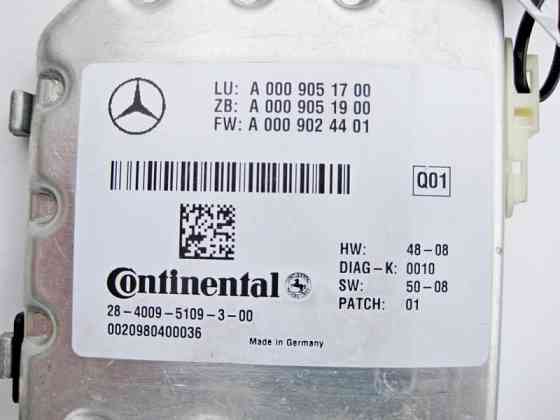 LU: A 000 905 17 00
ZB: A 000 905 19 00
FW: A 000 902 44 01
Q01
HW: 48-08
DIAG-K: 0010
SW: 50-08
PATCH: 01
Continental
28-4009-5109-3-00
0020980400036
Made in Germany